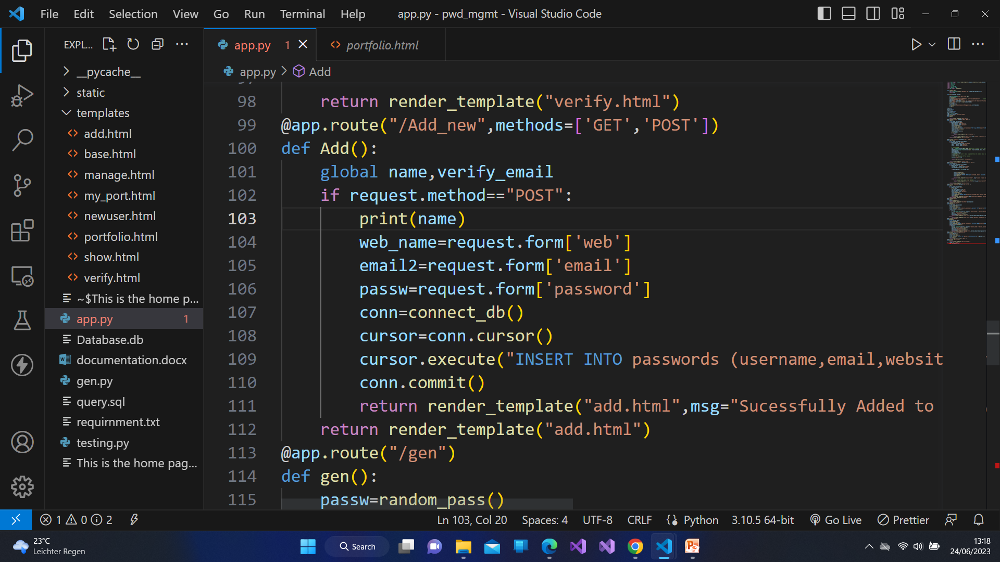 File Edit Selection View Go Run Terminal Help app.py - pwd_mgmt - Visual Studio Code
EXPL...
app.py 1
portfolio.html
app.py > Add
__pycache__
static
templates
add.html
base.html
manage.html
my_port.html
newuser.html
portfolio.html
show.html
verify.html
~$This is the home p...
app.py 1
Database.db
documentation.docx
gen.py
query.sql
requirnment.txt
testing.py
This is the home pag...
98 return render_template("verify.html")
99 @app.route("/Add_new",methods=['GET','POST'])
100 def Add():
101 global name,verify_email
102 if request.method=="POST":
103 print(name)
104 web_name=request.form['web']
105 email2=request.form['email']
106 passw=request.form['password']
107 conn=connect_db()
108 cursor=conn.cursor()
109 cursor.execute("INSERT INTO passwords (username,email,websit
110 conn.commit()
111 return render_template("add.html",msg="Sucessfully Added to
112 return render_template("add.html")
113 @app.route("/gen")
114 def gen():
115 passw=random_pass()
1 0 2 Ln 103, Col 20 Spaces: 4 UTF-8 CRLF Python 3.10.5 64-bit Go Live Prettier
23°C
Leichter Regen
Search
13:18
24/06/2023